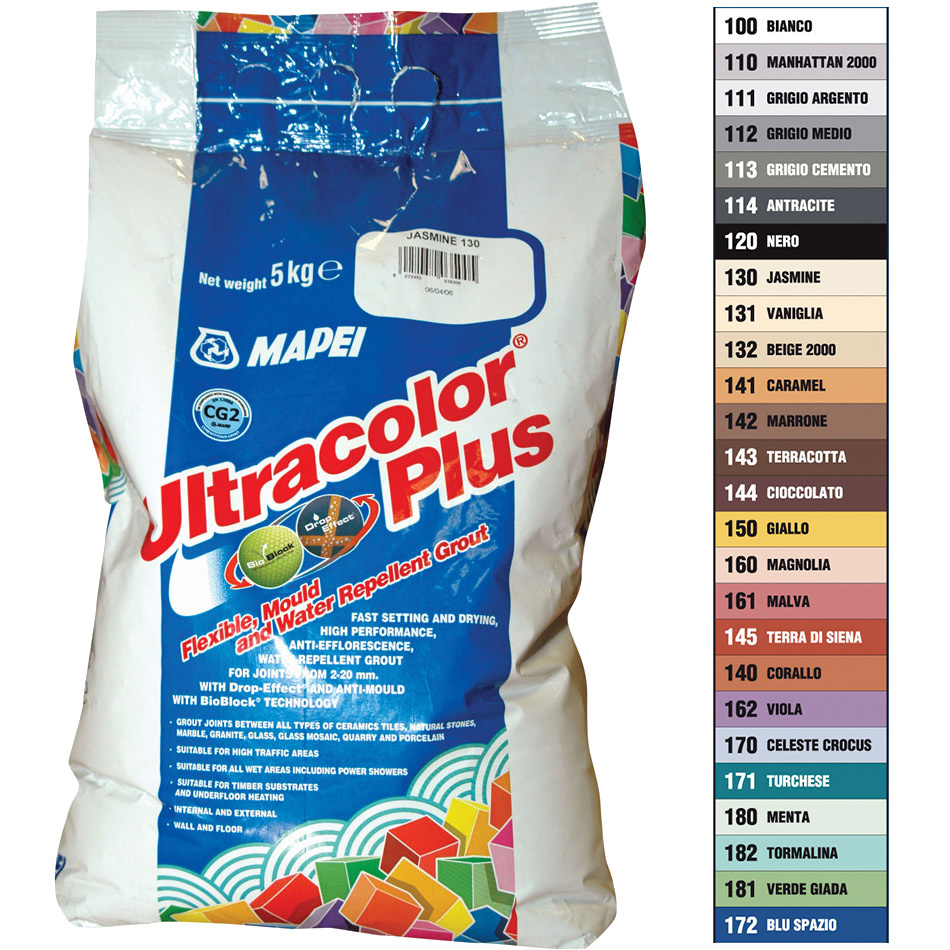 JASMINE 130
06/04/06
Net weight 5 kg e
MAPEI
CG2
MAPEI
Ultracolor®
Plus
Drop Effect®
Bio Block®
Flexible, Mould
and Water Repellent Grout
FAST SETTING AND DRYING,
HIGH PERFORMANCE,
ANTI-EFFLORESCENCE,
WATER REPELLENT GROUT
FOR JOINTS FROM 2-20 mm.
WITH Drop-Effect® AND ANTI-MOULD
WITH BioBlock® TECHNOLOGY
· GROUT JOINTS BETWEEN ALL TYPES OF CERAMICS TILES, NATURAL STONES,
MARBLE, GRANITE, GLASS, GLASS MOSAIC, QUARRY AND PORCELAIN
· SUITABLE FOR HIGH TRAFFIC AREAS
· SUITABLE FOR ALL WET AREAS INCLUDING POWER SHOWERS
· SUITABLE FOR TIMBER SUBSTRATES
AND UNDERFLOOR HEATING
· INTERNAL AND EXTERNAL
· WALL AND FLOOR
100 BIANCO
110 MANHATTAN 2000
111 GRIGIO ARGENTO
112 GRIGIO MEDIO
113 GRIGIO CEMENTO
114 ANTRACITE
120 NERO
130 JASMINE
131 VANIGLIA
132 BEIGE 2000
141 CARAMEL
142 MARRONE
143 TERRACOTTA
144 CIOCCOLATO
150 GIALLO
160 MAGNOLIA
161 MALVA
145 TERRA DI SIENA
140 CORALLO
162 VIOLA
170 CELESTE CROCUS
171 TURCHESE
180 MENTA
182 TORMALINA
181 VERDE GIADA
172 BLU SPAZIO